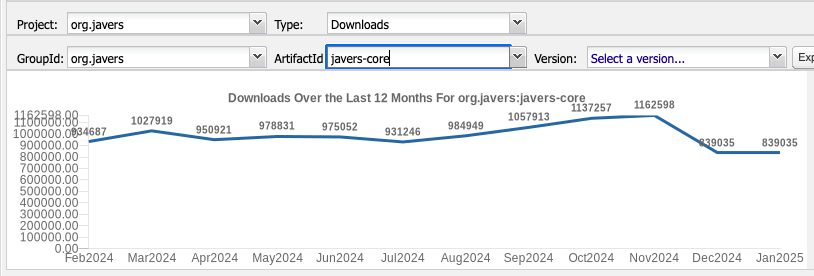 Project: org.javers Type: Downloads
GroupId: org.javers ArtifactId javers-core Version: Select a version... Exp
Downloads Over the Last 12 Months For org.javers:javers-core
1162598.00
1100000.00
1000000.00
900000.00
800000.00
700000.00
600000.00
500000.00
400000.00
300000.00
200000.00
100000.00
0.00
934687 1027919 950921 978831 975052 931246 984949 1057913 1137257 1162598 839035 839035
Feb2024 Mar2024 Apr2024 May2024 Jun2024 Jul2024 Aug2024 Sep2024 Oct2024 Nov2024 Dec2024 Jan2025